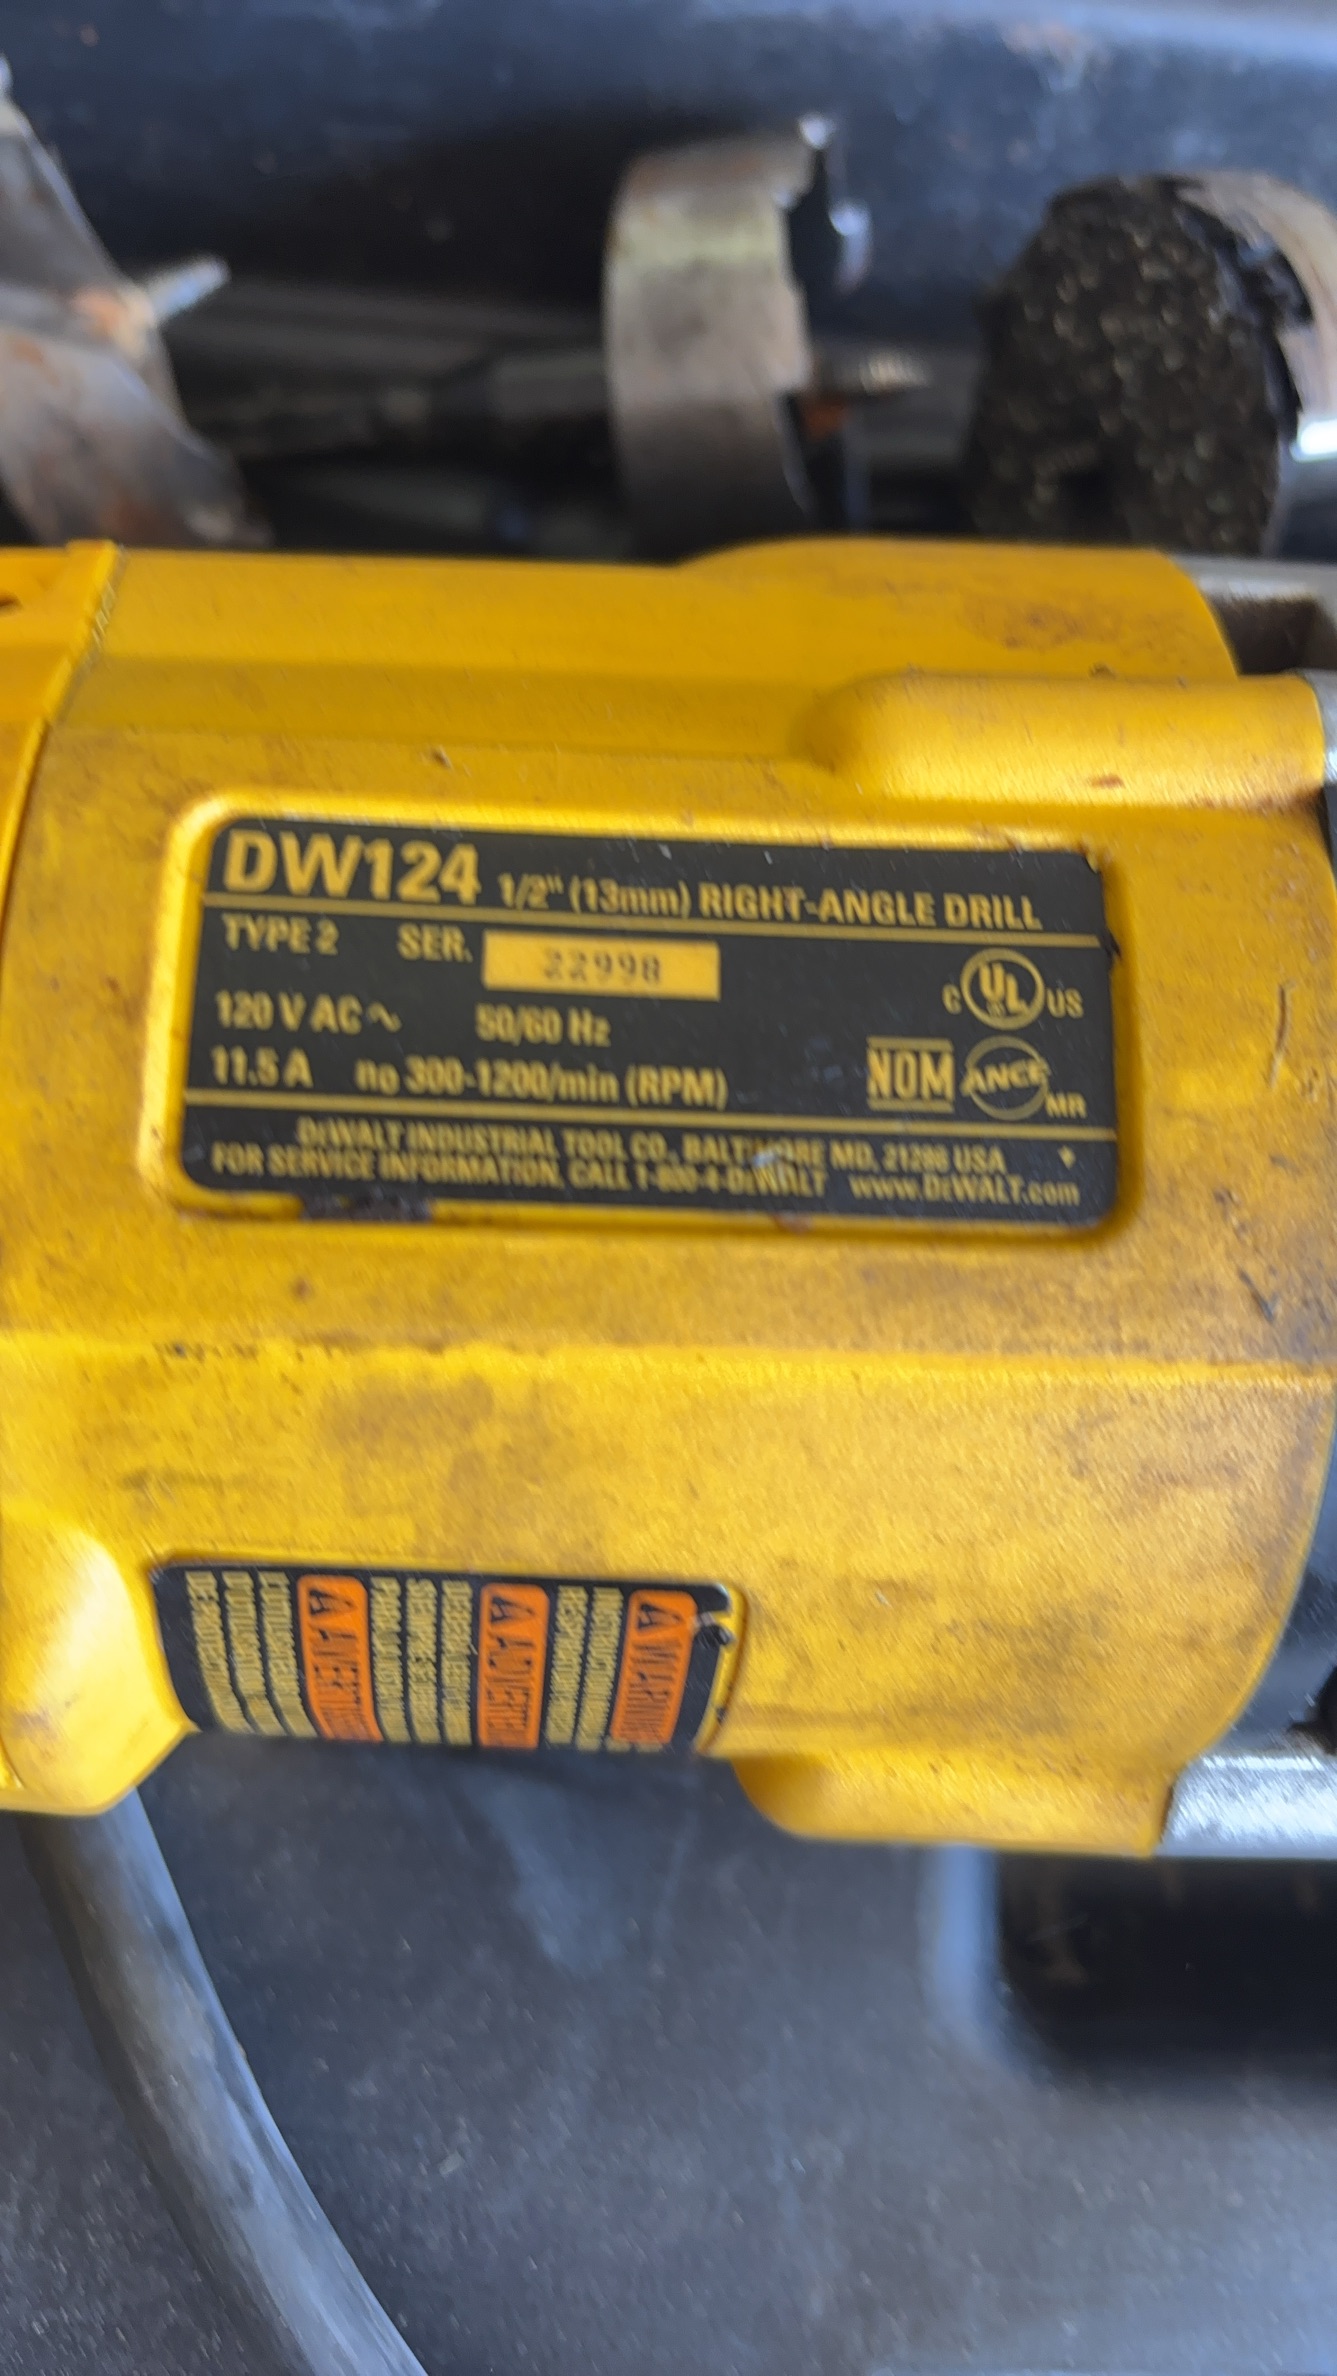 DW124 1/2" (13mm) RIGHT-ANGLE DRILL
TYPE 2 SER. 22998
120 V AC ~ 50/60 Hz
11.5 A no 300-1200/min (RPM)
C UL US
NOM ANCE MR
DEWALT INDUSTRIAL TOOL CO., BALTIMORE MD, 21286 USA
FOR SERVICE INFORMATION, CALL 1-800-4-DEWALT www.DEWALT.com
WARNING